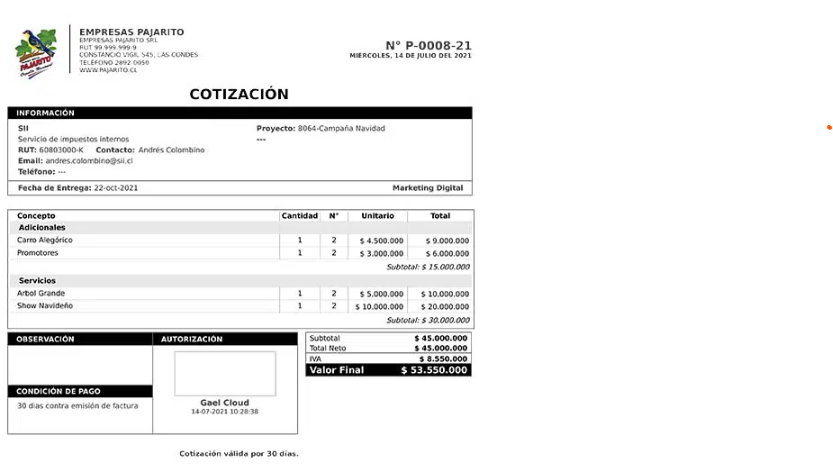 PAJARITO
EMPRESAS PAJARITO
EMPRESAS PAJARITO SRL
RUT 99.999.999-9
CONSTANCIO VIGIL 545, LAS CONDES
TELÉFONO 2892 0050
WWW.PAJARITO.CL
N° P-0008-21
MIERCOLES, 14 DE JULIO DEL 2021
COTIZACIÓN
INFORMACIÓN
SII
Servicio de impuestos internos
RUT: 60803000-K Contacto: Andrés Colombino
Email: andres.colombino@sii.cl
Teléfono: ---
Proyecto: 8064-Campaña Navidad
---
Fecha de Entrega: 22-oct-2021 Marketing Digital
Concepto Cantidad N° Unitario Total
Adicionales
Carro Alegórico 1 2 $ 4.500.000 $ 9.000.000
Promotores 1 2 $ 3.000.000 $ 6.000.000
Subtotal: $ 15.000.000
Servicios
Arbol Grande 1 2 $ 5.000.000 $ 10.000.000
Show Navideño 1 2 $ 10.000.000 $ 20.000.000
Subtotal: $ 30.000.000
OBSERVACIÓN
CONDICIÓN DE PAGO
30 dias contra emisión de factura
AUTORIZACIÓN
Gael Cloud
14-07-2021 10:28:38
Subtotal $ 45.000.000
Total Neto $ 45.000.000
IVA $ 8.550.000
Valor Final $ 53.550.000
Cotización válida por 30 días.